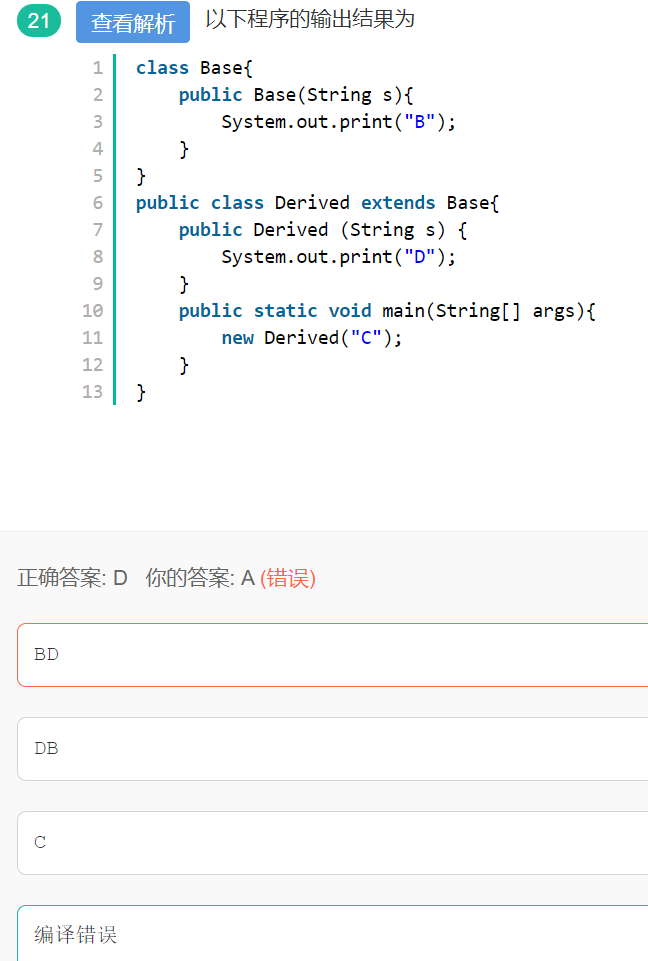 21 查看解析 以下程序的输出结果为
1 class Base{
2     public Base(String s){
3         System.out.print("B");
4     }
5 }
6 public class Derived extends Base{
7     public Derived (String s) {
8         System.out.print("D");
9     }
10     public static void main(String[] args){
11         new Derived("C");
12     }
13 }
正确答案: D 你的答案: A (错误)
BD
DB
C
编译错误